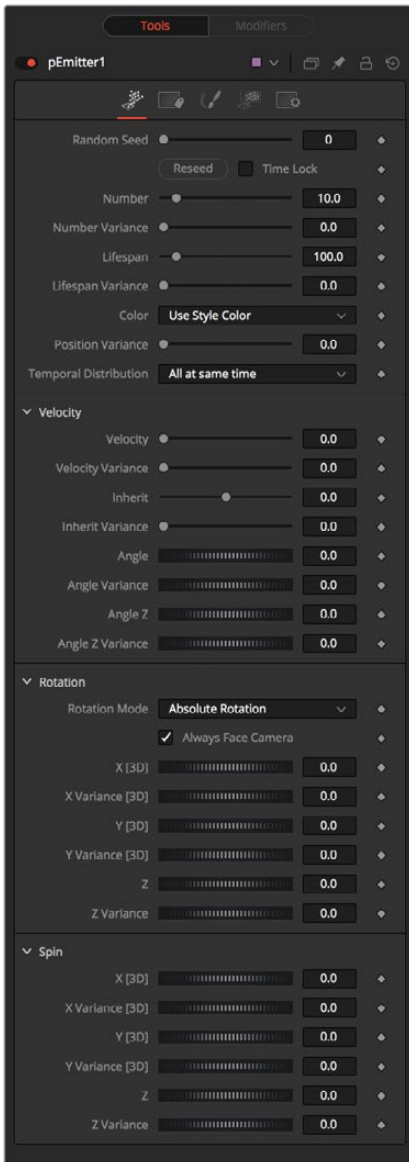 Tools Modifiers
pEmitter1
Random Seed 0
Reseed Time Lock
Number 10.0
Number Variance 0.0
Lifespan 100.0
Lifespan Variance 0.0
Color Use Style Color
Position Variance 0.0
Temporal Distribution All at same time
Velocity
Velocity 0.0
Velocity Variance 0.0
Inherit 0.0
Inherit Variance 0.0
Angle 0.0
Angle Variance 0.0
Angle Z 0.0
Angle Z Variance 0.0
Rotation
Rotation Mode Absolute Rotation
Always Face Camera
X [3D] 0.0
X Variance [3D] 0.0
Y [3D] 0.0
Y Variance [3D] 0.0
Z 0.0
Z Variance 0.0
Spin
X [3D] 0.0
X Variance [3D] 0.0
Y [3D] 0.0
Y Variance [3D] 0.0
Z 0.0
Z Variance 0.0